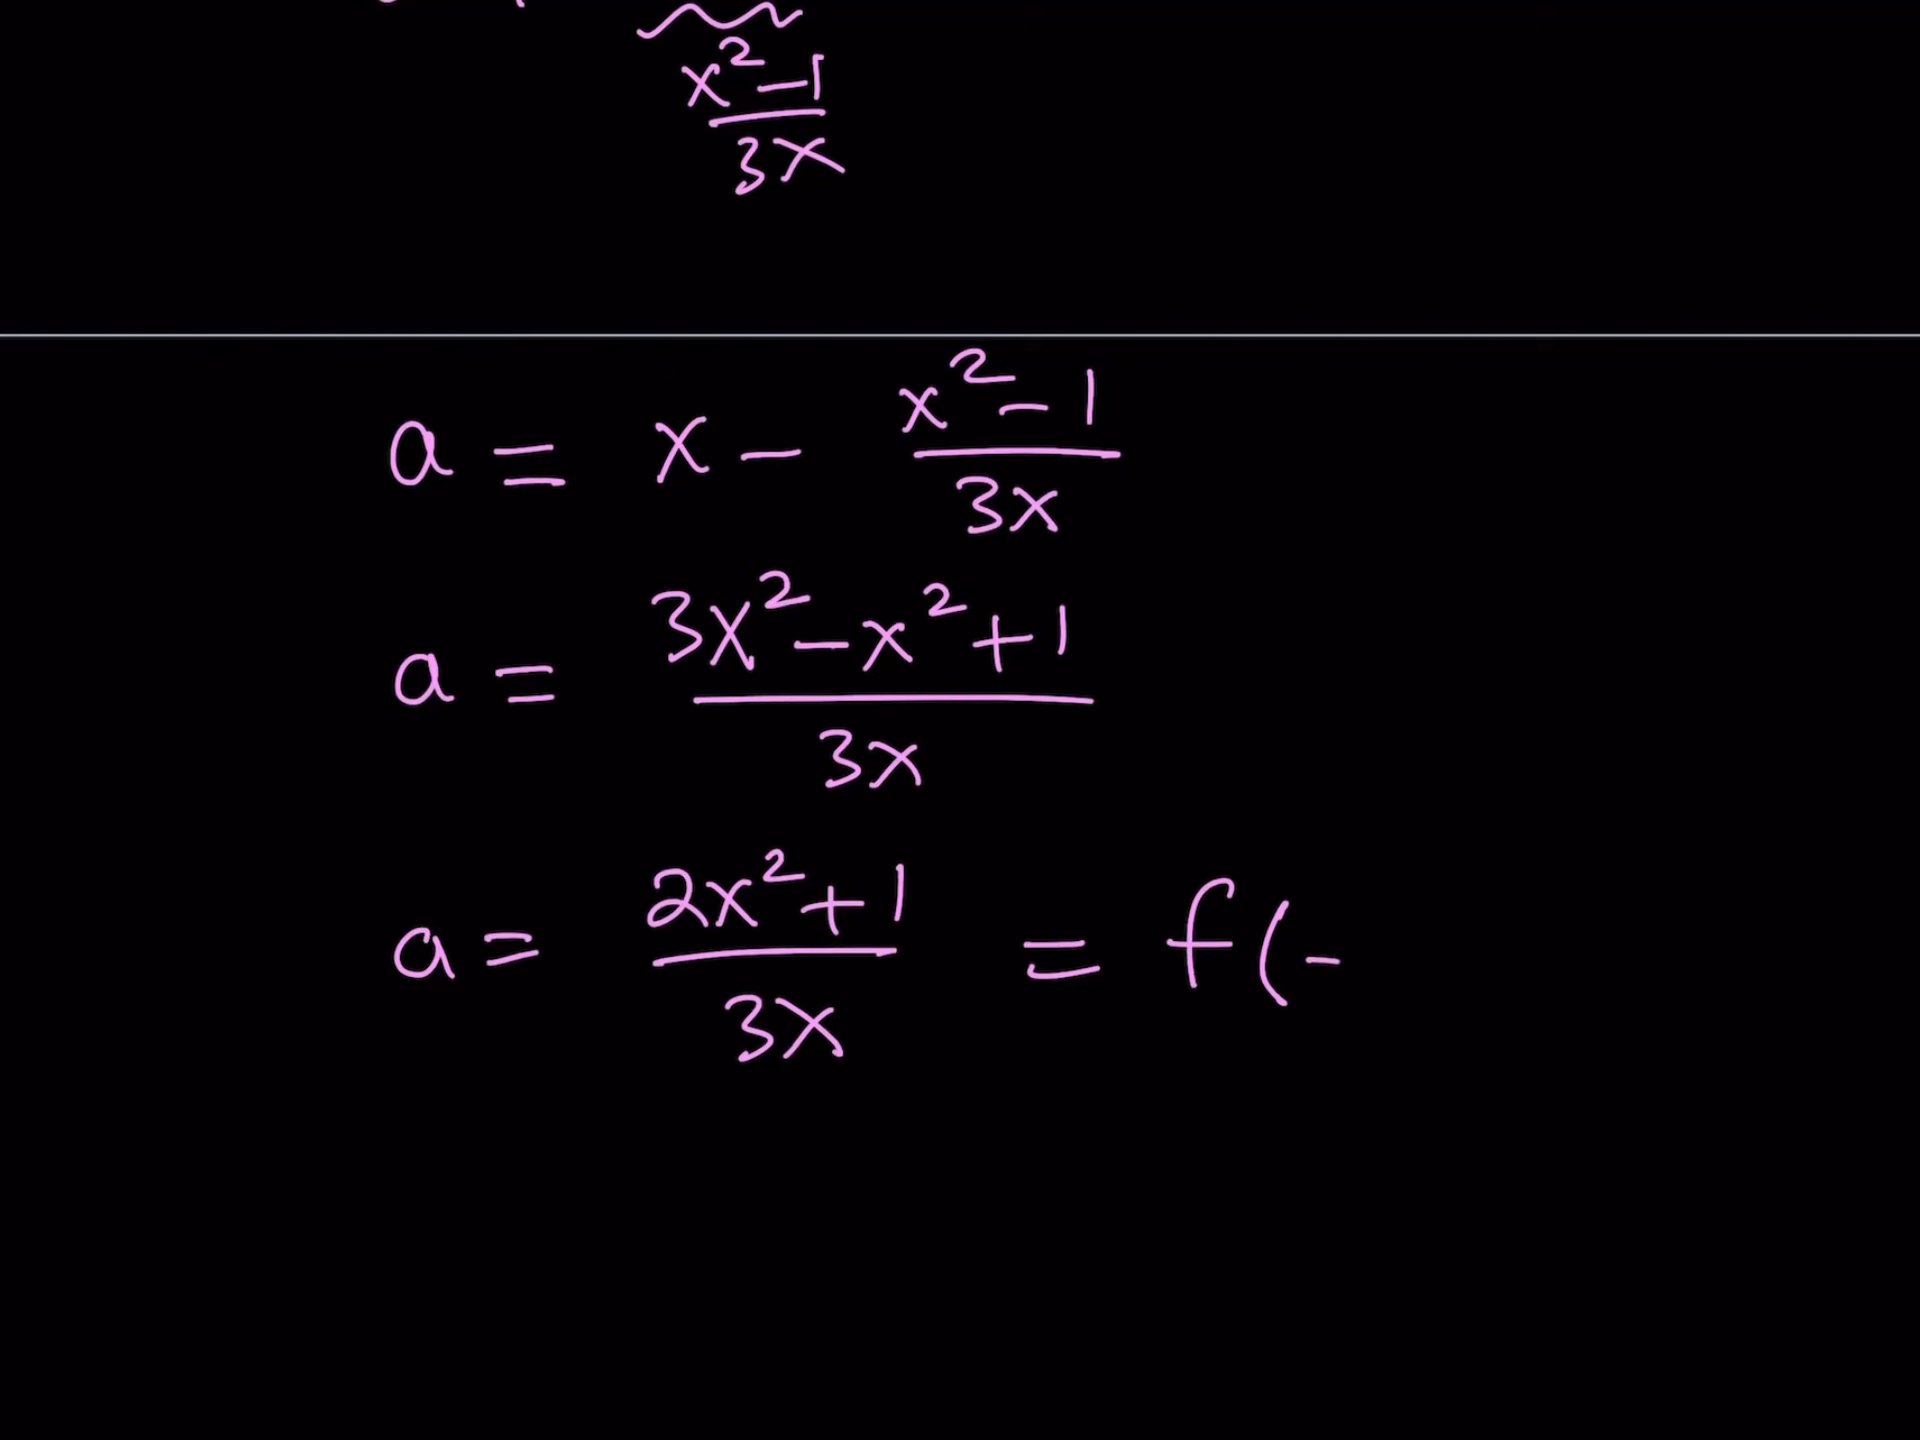 x² - 1
3x
a = x - (x² - 1)/(3x)
a = (3x² - x² + 1)/(3x)
a = (2x² + 1)/(3x) = f(-